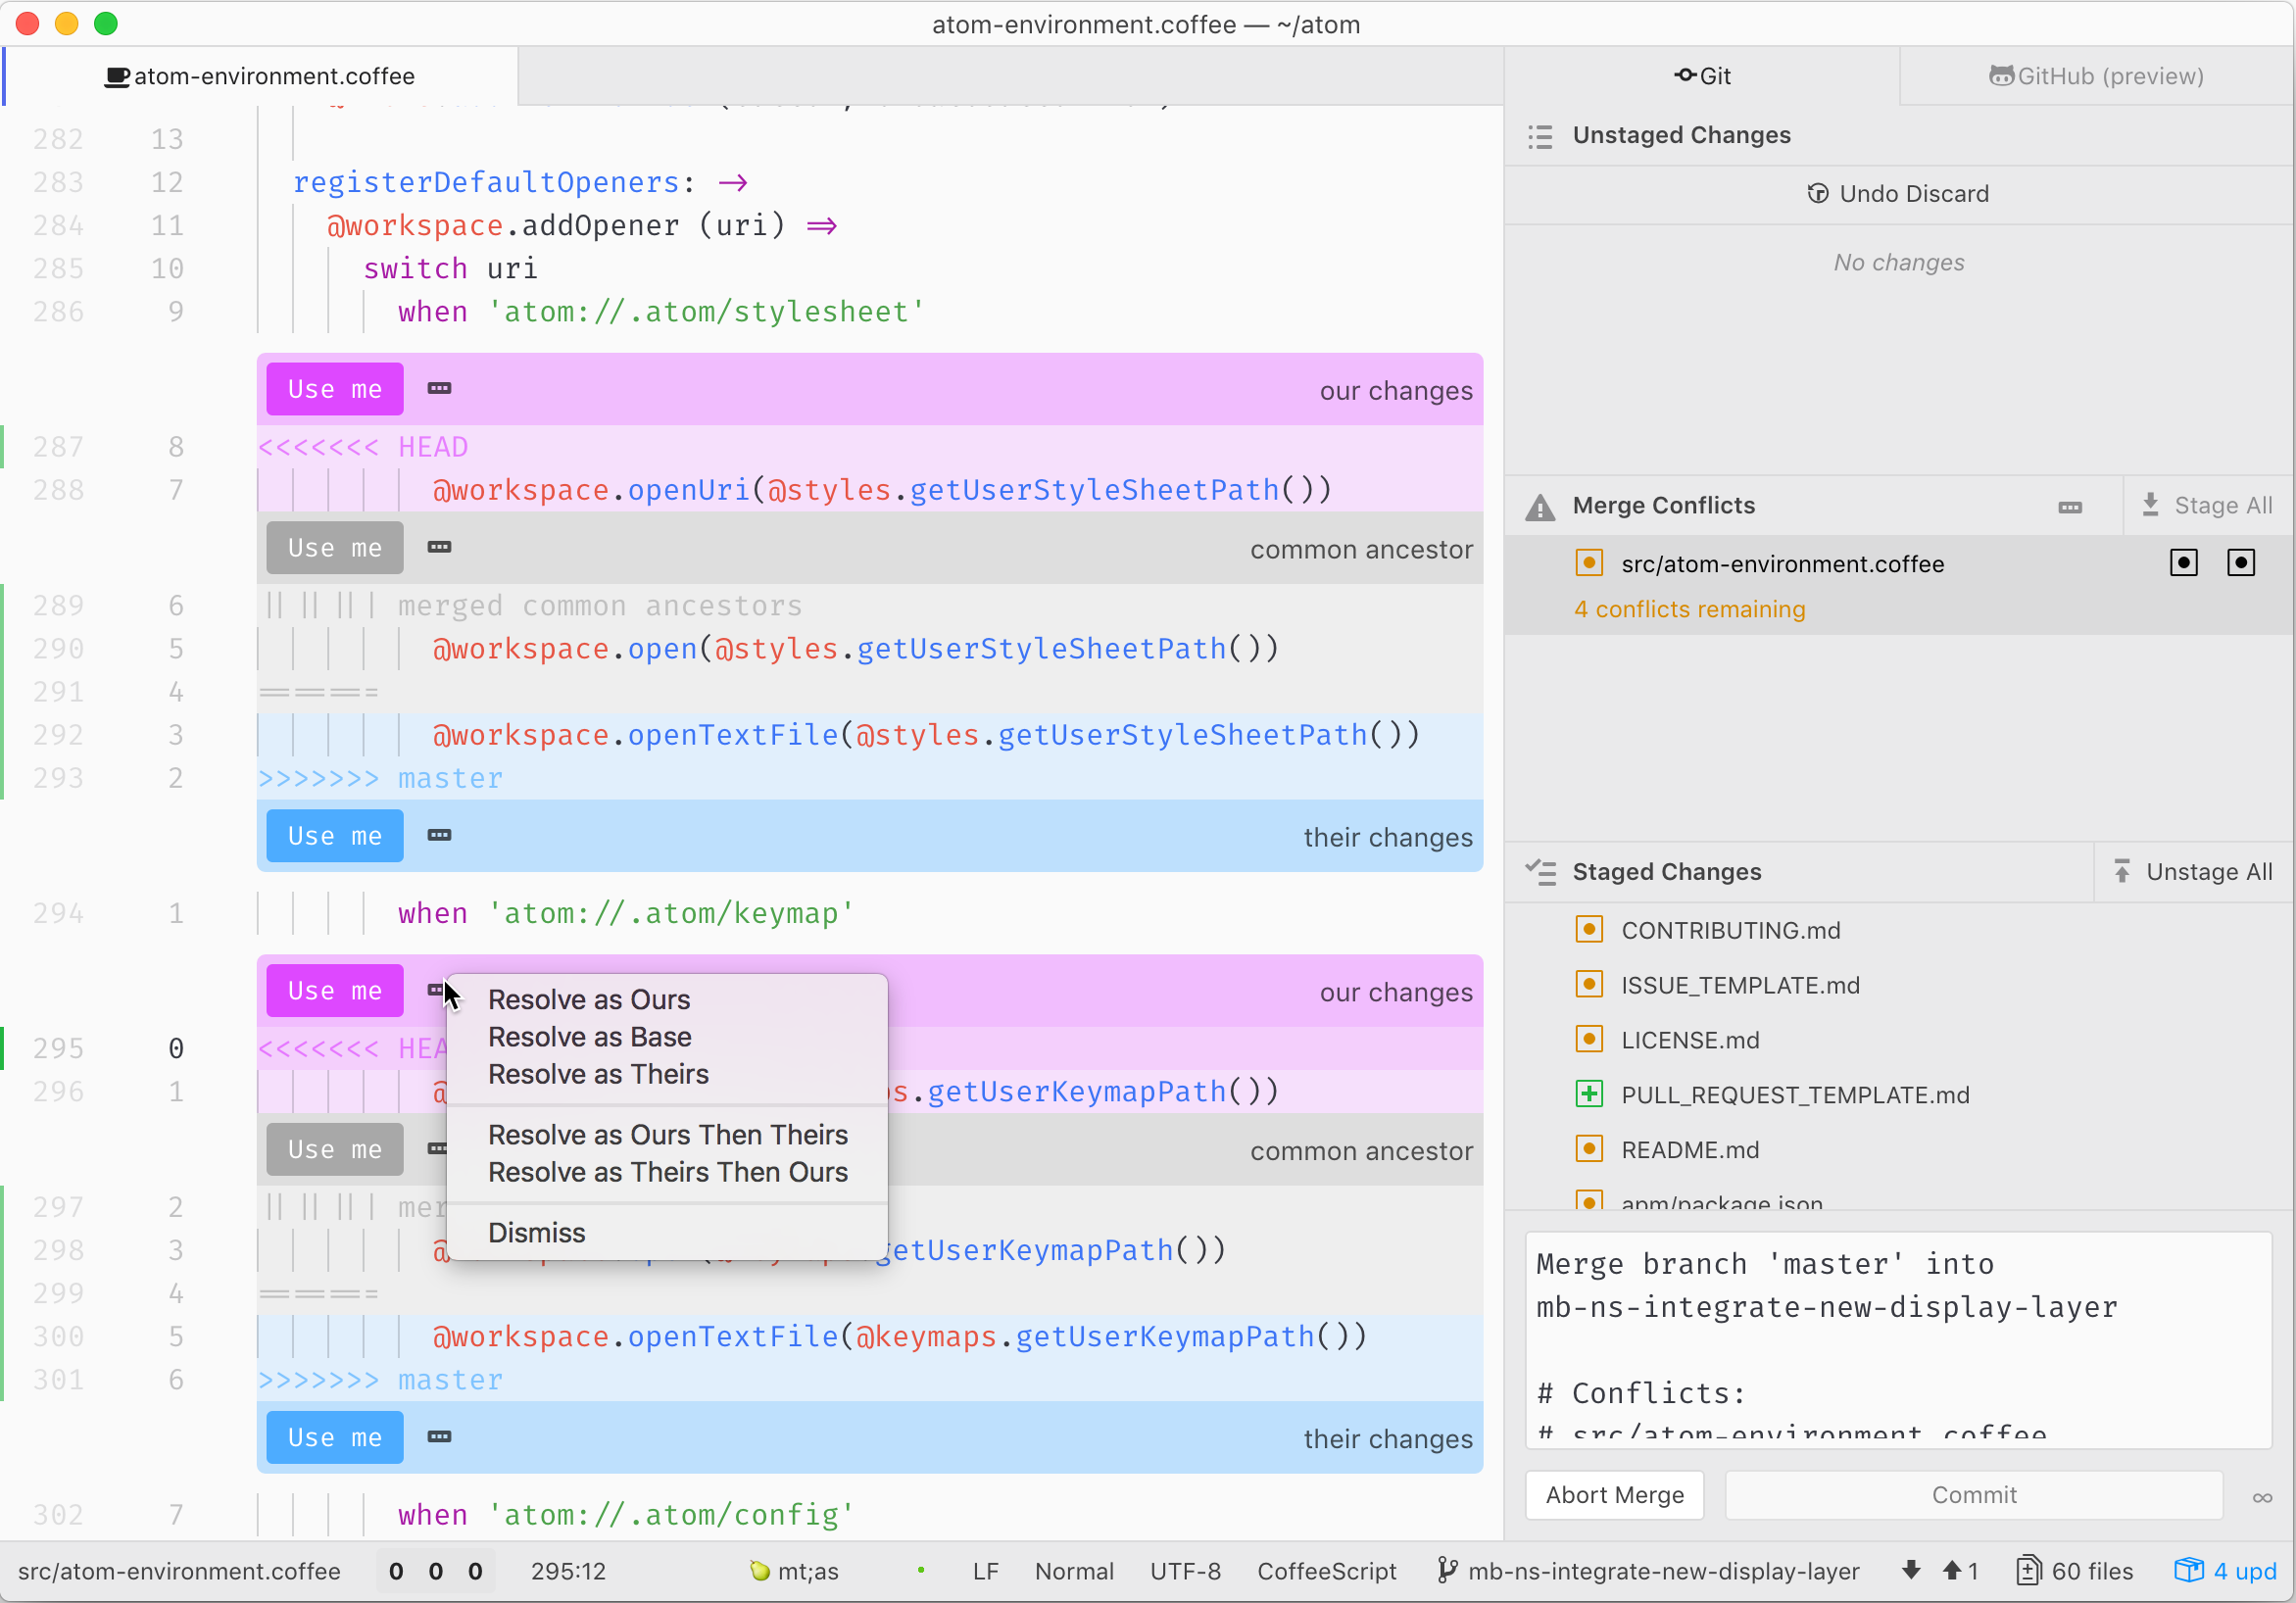 atom-environment.coffee — ~/atom
atom-environment.coffee
282 13
283 12 registerDefaultOpeners: ->
284 11 @workspace.addOpener (uri) =>
285 10 switch uri
286 9 when 'atom://.atom/stylesheet'
Use me our changes
287 8 <<<<<<< HEAD
288 7 @workspace.openUri(@styles.getUserStyleSheetPath())
Use me common ancestor
289 6 ||||||| merged common ancestors
290 5 @workspace.open(@styles.getUserStyleSheetPath())
291 4 =======
292 3 @workspace.openTextFile(@styles.getUserStyleSheetPath())
293 2 >>>>>>> master
Use me their changes
294 1 when 'atom://.atom/keymap'
Use me our changes
295 0 <<<<<<< HEA
296 1 @ s.getUserKeymapPath())
Use me common ancestor
297 2 ||||||| mer
298 3 @ getUserKeymapPath())
299 4 =======
300 5 @workspace.openTextFile(@keymaps.getUserKeymapPath())
301 6 >>>>>>> master
Use me their changes
302 7 when 'atom://.atom/config'
Resolve as Ours
Resolve as Base
Resolve as Theirs
Resolve as Ours Then Theirs
Resolve as Theirs Then Ours
Dismiss
Git
GitHub (preview)
Unstaged Changes
Undo Discard
No changes
Merge Conflicts
Stage All
src/atom-environment.coffee
4 conflicts remaining
Staged Changes
Unstage All
CONTRIBUTING.md
ISSUE_TEMPLATE.md
LICENSE.md
PULL_REQUEST_TEMPLATE.md
README.md
apm/package.json
Merge branch 'master' into
mb-ns-integrate-new-display-layer
# Conflicts:
# src/atom-environment.coffee
Abort Merge
Commit
src/atom-environment.coffee 0 0 0 295:12 mt;as LF Normal UTF-8 CoffeeScript mb-ns-integrate-new-display-layer 1 60 files 4 upd